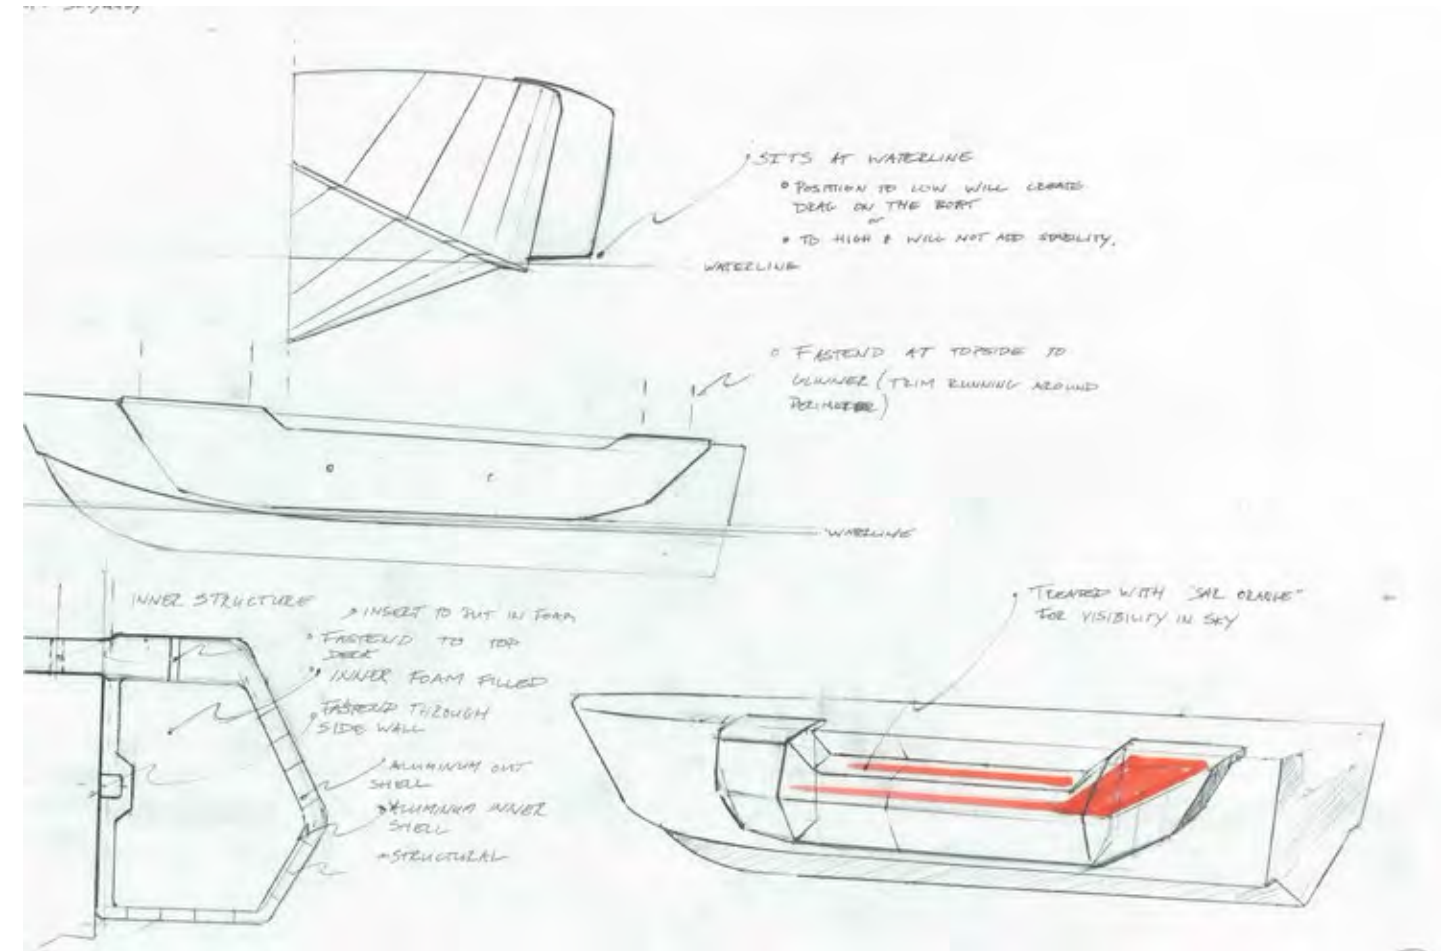 • SITS AT WATERLINE
• POSITION TO LOW WILL CREATE
DRAG ON THE BOAT
or
• TO HIGH & WILL NOT ADD STABILITY.
WATERLINE
• FASTEND AT TOPSIDE TO
GUNNER (TRIM RUNNING AROUND
PERIMETER)
WATERLINE
INNER STRUCTURE
• INSERT TO PUT IN FOAM
• FASTEND TO TOP
DECK
• INNER FOAM FILLED
• FASTEND THROUGH
SIDE WALL
• ALUMINUM OUT
SHELL
• ALUMINUM INNER
SHELL
• STRUCTURAL
• TREATED WITH "SAR ORANGE"
FOR VISIBILITY IN SKY